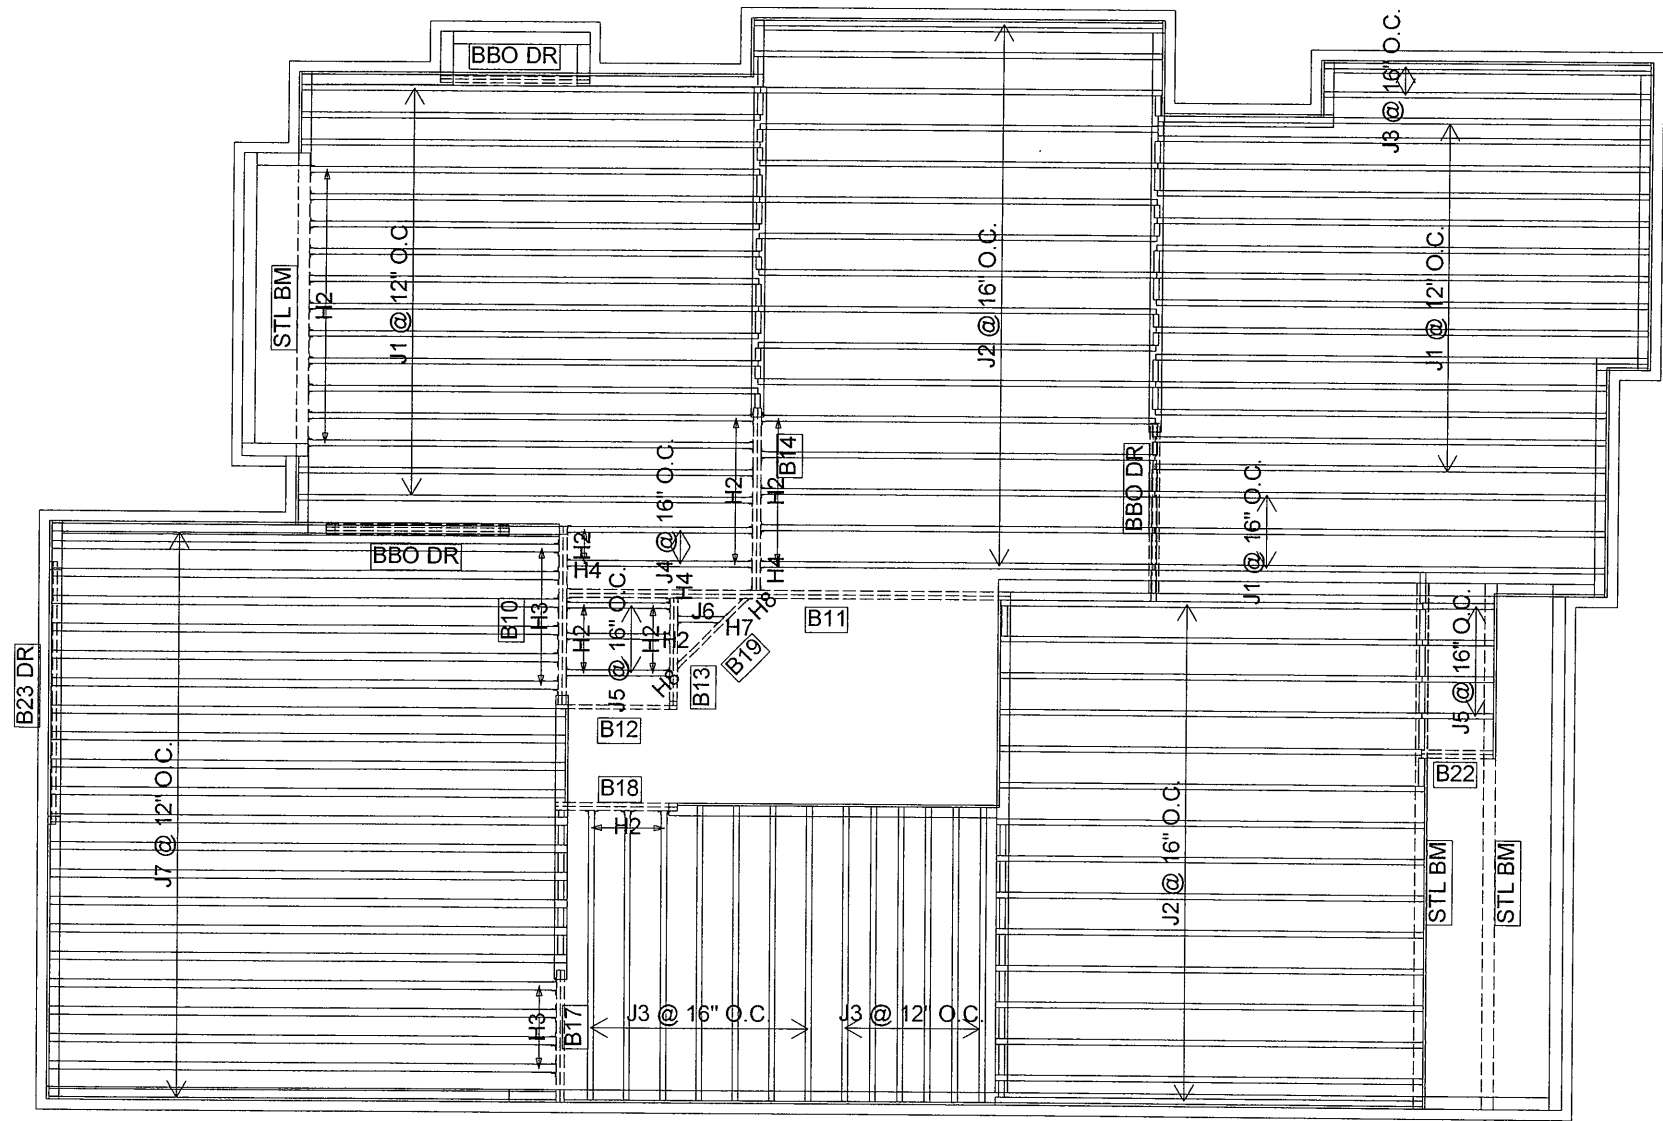 BBO DR
J3 @ 16" O.C.
STL BM
H2
J1 @ 12" O.C.
J2 @ 16" O.C.
J1 @ 12" O.C.
H2
J4 @ 16" O.C.
H2
B14
BBO DR
J1 @ 16" O.C.
BBO DR
H2
H4
H4
H4
B10
H3
H2
J5 @ 16" O.C.
H2
H2
J6
H7
H8
B19
B11
B13
B12
B23 DR
J5 @ 16" O.C.
B22
J7 @ 12" O.C.
B18
H2
J2 @ 16" O.C.
STL BM
STL BM
H3
B17
J3 @ 16" O.C.
J3 @ 12" O.C.